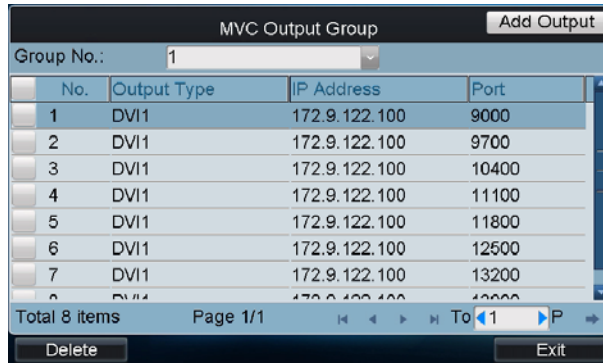 MVC Output Group
Add Output
Group No.: 1
No. Output Type IP Address Port
1 DVI1 172.9.122.100 9000
2 DVI1 172.9.122.100 9700
3 DVI1 172.9.122.100 10400
4 DVI1 172.9.122.100 11100
5 DVI1 172.9.122.100 11800
6 DVI1 172.9.122.100 12500
7 DVI1 172.9.122.100 13200
Total 8 items Page 1/1 To 1 P
Delete Exit